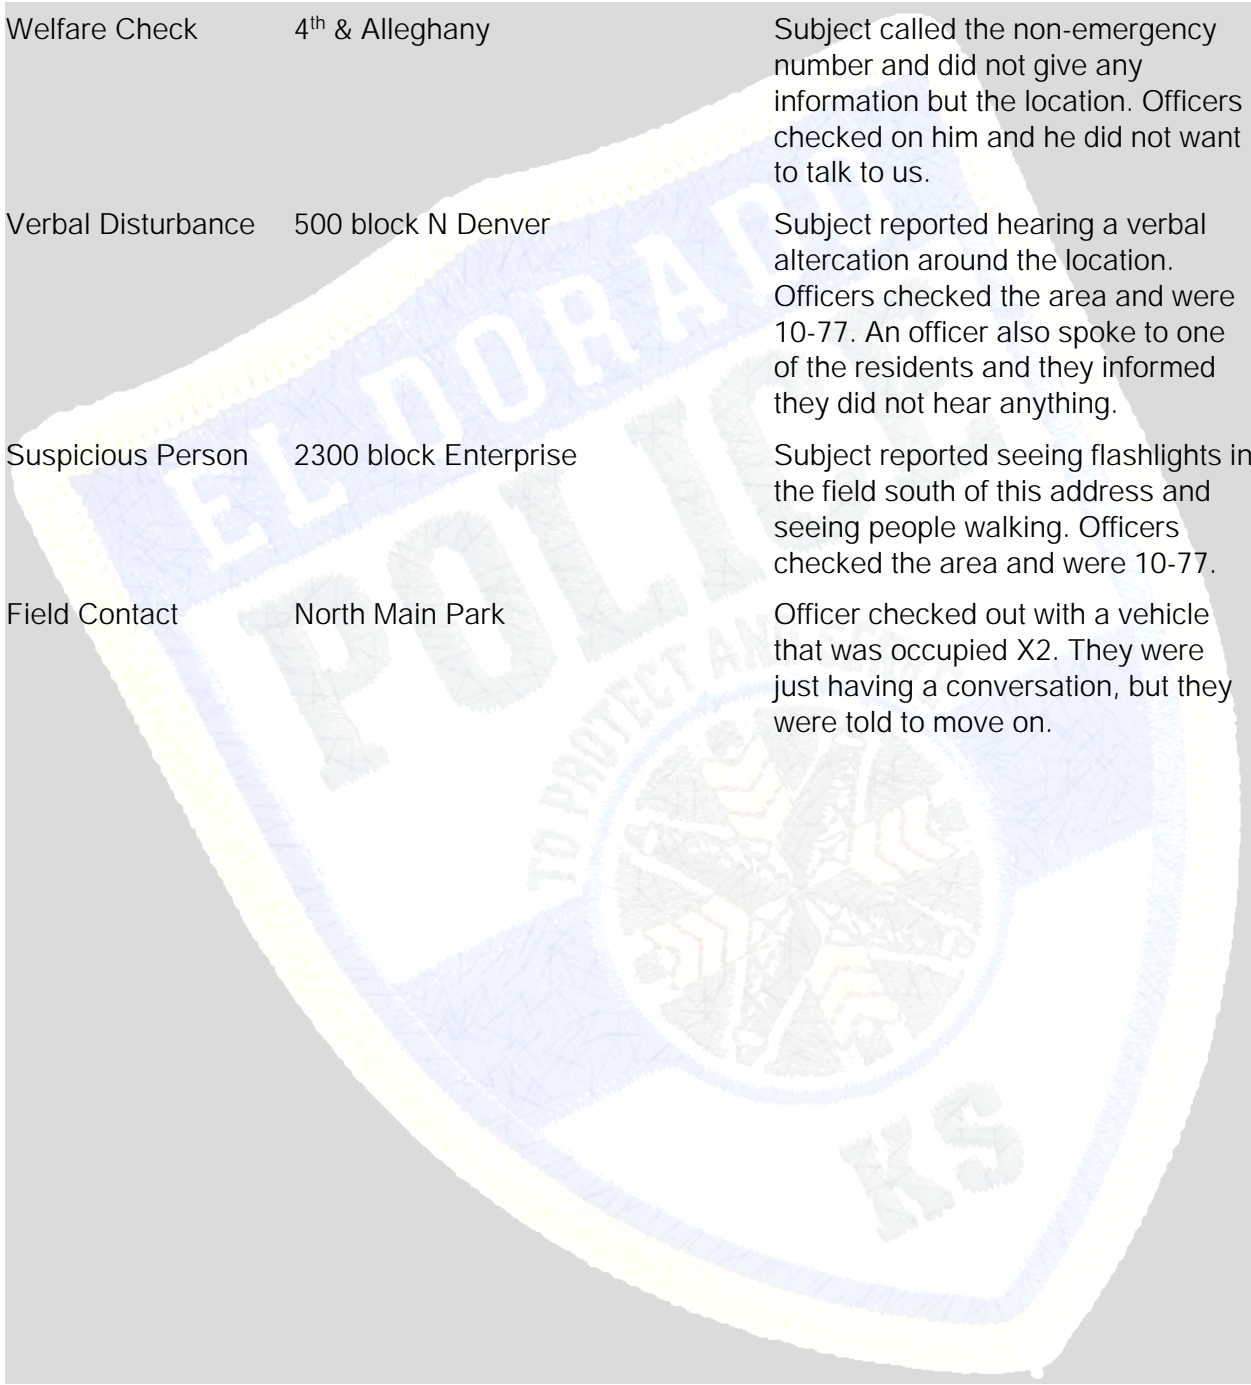 Welfare Check 4th & Alleghany Subject called the non-emergency
number and did not give any
information but the location. Officers
checked on him and he did not want
to talk to us.
Verbal Disturbance 500 block N Denver Subject reported hearing a verbal
altercation around the location.
Officers checked the area and were
10-77. An officer also spoke to one
of the residents and they informed
they did not hear anything.
Suspicious Person 2300 block Enterprise Subject reported seeing flashlights in
the field south of this address and
seeing people walking. Officers
checked the area and were 10-77.
Field Contact North Main Park Officer checked out with a vehicle
that was occupied X2. They were
just having a conversation, but they
were told to move on.
EL DORADO
POLICE
TO PROTECT AND
KS